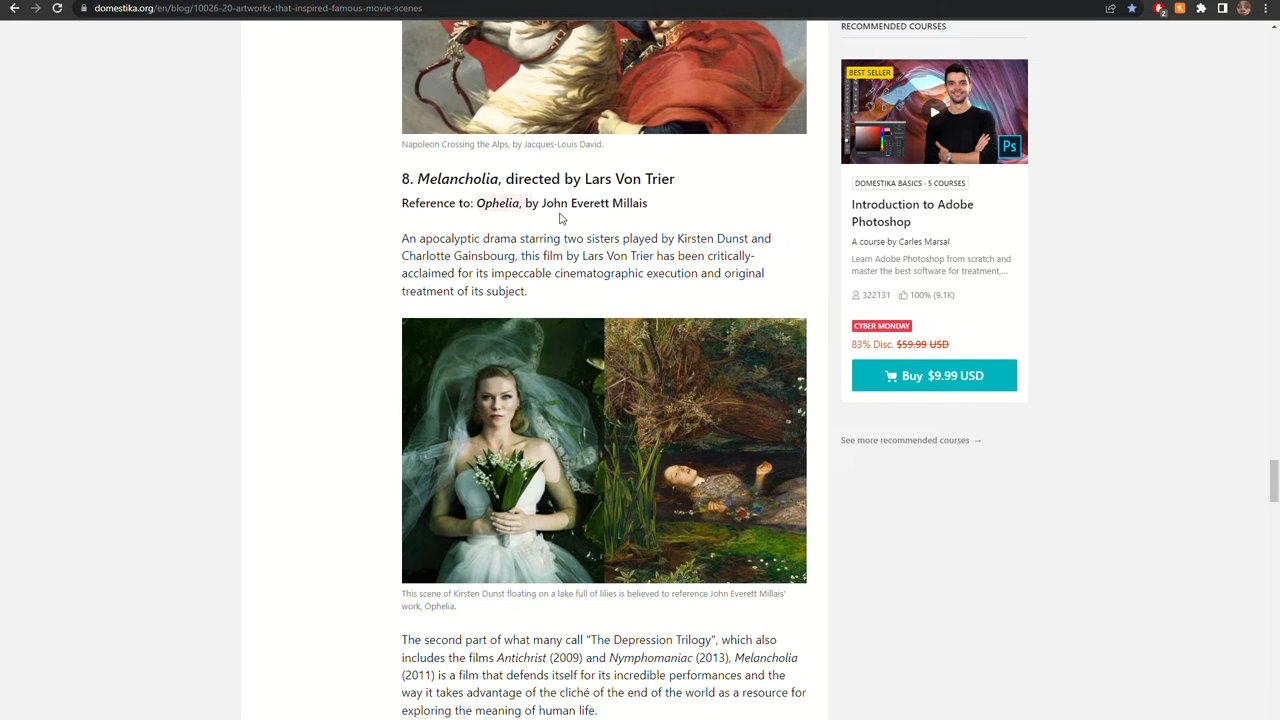 domestika.org/en/blog/10026-20-artworks-that-inspired-famous-movie-scenes
2
Napoleon Crossing the Alps, by Jacques-Louis David.
8. Melancholia, directed by Lars Von Trier
Reference to: Ophelia, by John Everett Millais
An apocalyptic drama starring two sisters played by Kirsten Dunst and
Charlotte Gainsbourg, this film by Lars Von Trier has been critically-
acclaimed for its impeccable cinematographic execution and original
treatment of its subject.
This scene of Kirsten Dunst floating on a lake full of lilies is believed to reference John Everett Millais'
work, Ophelia.
The second part of what many call "The Depression Trilogy", which also
includes the films Antichrist (2009) and Nymphomaniac (2013), Melancholia
(2011) is a film that defends itself for its incredible performances and the
way it takes advantage of the cliché of the end of the world as a resource for
exploring the meaning of human life.
RECOMMENDED COURSES
BEST SELLER
Ps
DOMESTIKA BASICS · 5 COURSES
Introduction to Adobe
Photoshop
A course by Carles Marsal
Learn Adobe Photoshop from scratch and
master the best software for treatment,...
322131 100% (9.1K)
CYBER MONDAY
83% Disc. $59.99 USD
Buy $9.99 USD
See more recommended courses →